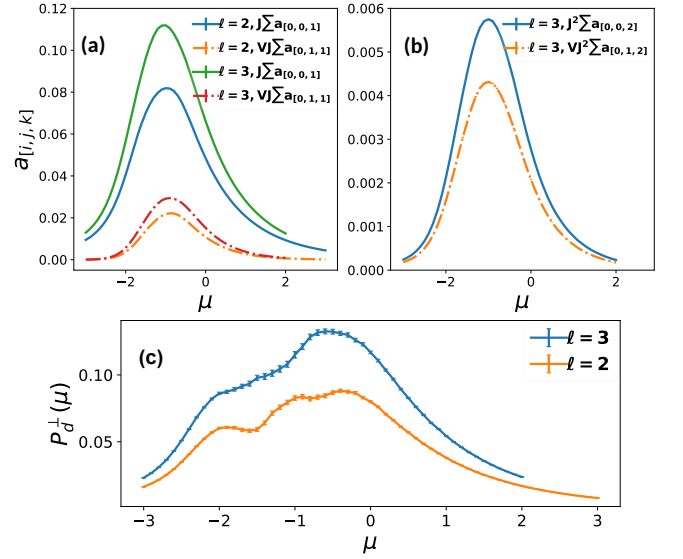 0.12
0.10
0.08
0.06
0.04
0.02
0.00
a[i, j, k]
(a)
ℓ = 2, J∑a[0, 0, 1]
ℓ = 2, VJ∑a[0, 1, 1]
ℓ = 3, J∑a[0, 0, 1]
ℓ = 3, VJ∑a[0, 1, 1]
−2 0 2
μ
0.006
0.005
0.004
0.003
0.002
0.001
0.000
(b)
ℓ = 3, J²∑a[0, 0, 2]
ℓ = 3, VJ²∑a[0, 1, 2]
−2 0 2
μ
(c)
ℓ = 3
ℓ = 2
0.10
0.05
P_d^⊥(μ)
−3 −2 −1 0 1 2 3
μ